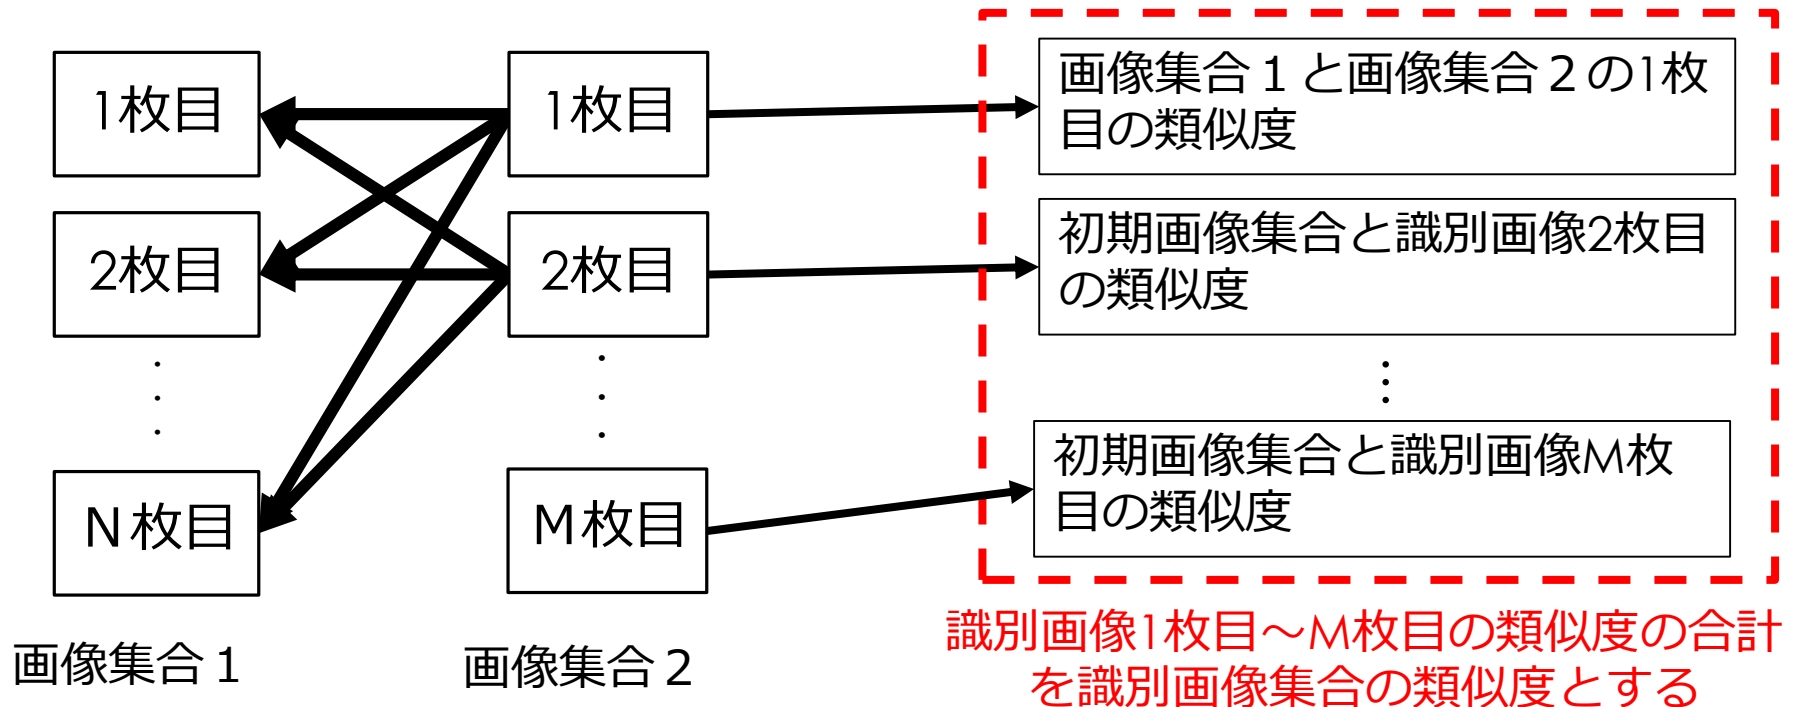 1枚目
2枚目
N枚目
画像集合1
1枚目
2枚目
M枚目
画像集合2
画像集合1と画像集合2の1枚
目の類似度
初期画像集合と識別画像2枚目
の類似度
初期画像集合と識別画像M枚
目の類似度
識別画像1枚目～M枚目の類似度の合計
を識別画像集合の類似度とする